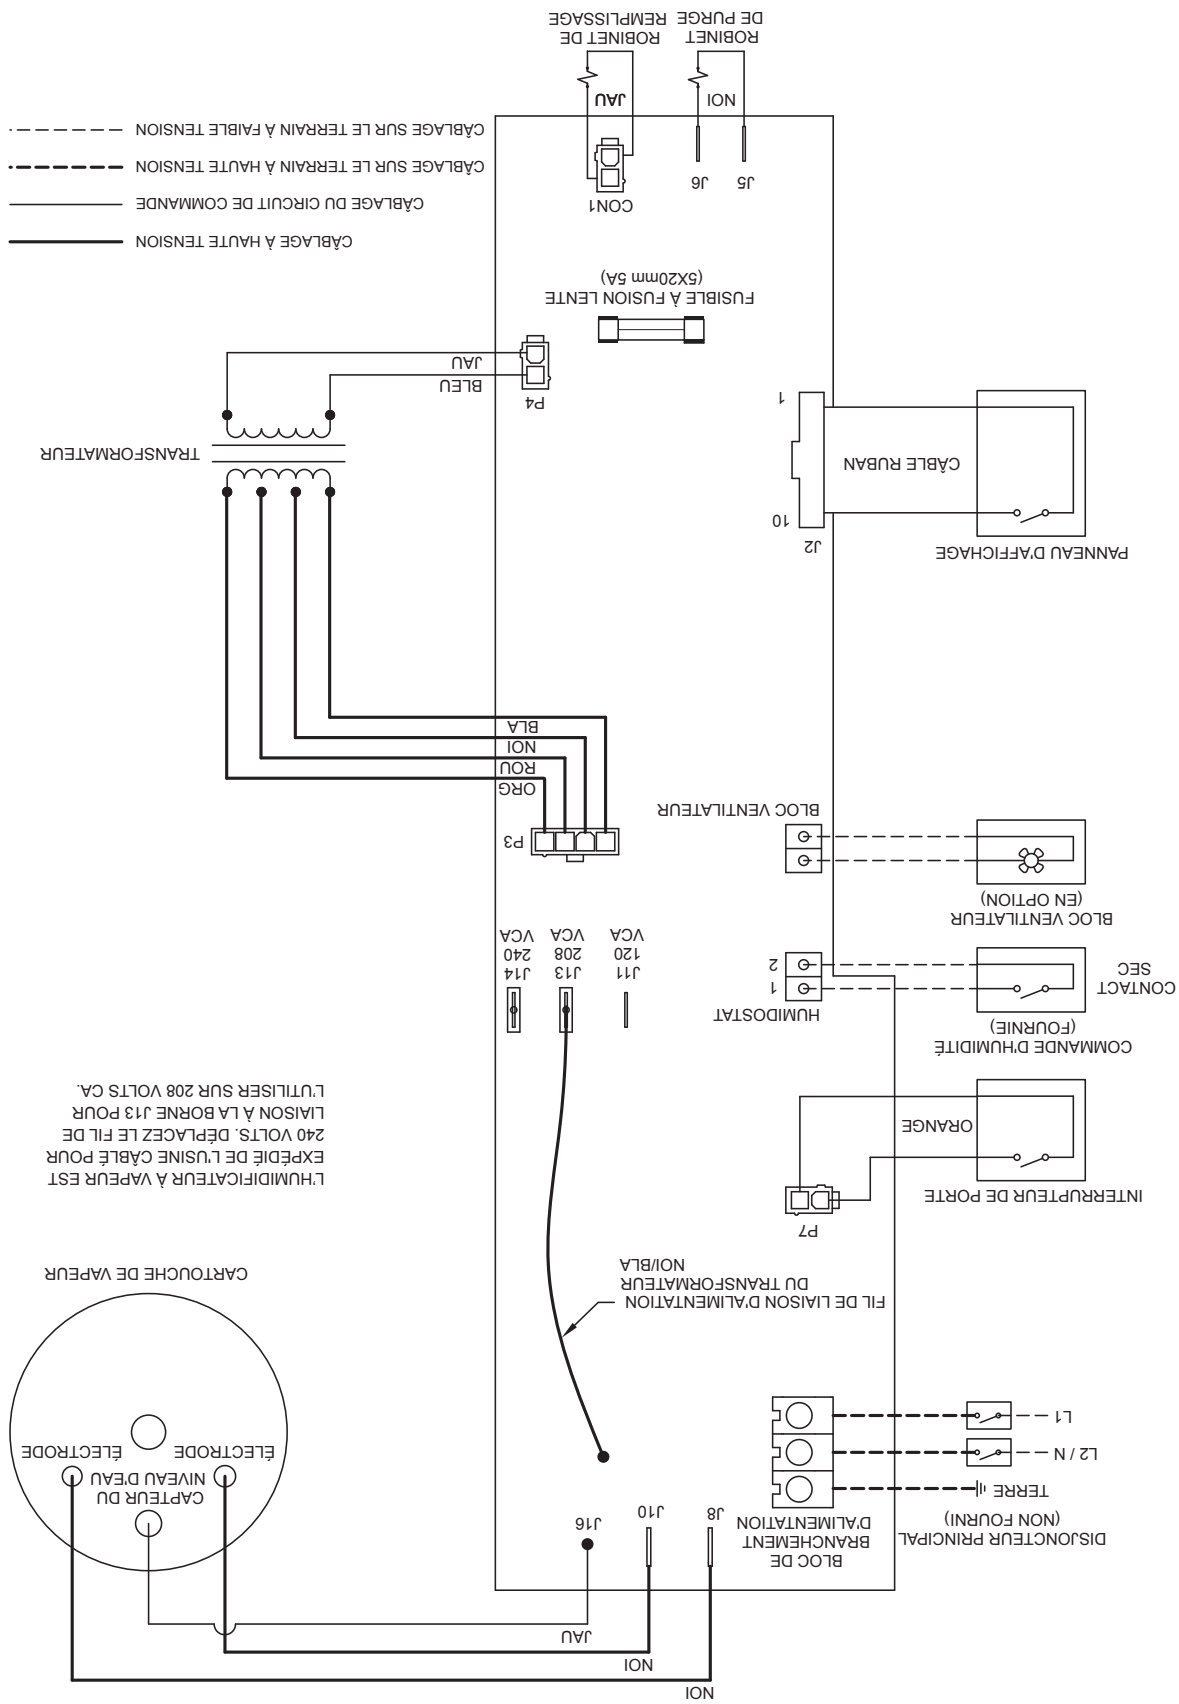 NOI
NOI
JAU
DISJONCTEUR PRINCIPAL
(NON FOURNI)
TERRE
L2 / N
L1
BLOC DE
BRANCHEMENT
D'ALIMENTATION
J8
J10
J16
CAPTEUR DU
NIVEAU D'EAU
ÉLECTRODE
ÉLECTRODE
CARTOUCHE DE VAPEUR
FIL DE LIAISON D'ALIMENTATION
DU TRANSFORMATEUR
NOI/BLA
P7
INTERRUPTEUR DE PORTE
ORANGE
L'HUMIDIFICATEUR À VAPEUR EST
EXPÉDIÉ DE L'USINE CÂBLÉ POUR
240 VOLTS. DÉPLACEZ LE FIL DE
LIAISON À LA BORNE J13 POUR
L'UTILISER SUR 208 VOLTS CA.
COMMANDE D'HUMIDITÉ
(FOURNIE)
CONTACT
SEC
HUMIDOSTAT
1
2
J11
120
VCA
J13
208
VCA
J14
240
VCA
BLOC VENTILATEUR
(EN OPTION)
BLOC VENTILATEUR
P3
ORG
ROU
NOI
BLA
PANNEAU D'AFFICHAGE
CÂBLE RUBAN
J2
10
1
TRANSFORMATEUR
P4
BLEU
JAU
FUSIBLE À FUSION LENTE
(5X20mm 5A)
CÂBLAGE À HAUTE TENSION
CÂBLAGE DU CIRCUIT DE COMMANDE
CÂBLAGE SUR LE TERRAIN À HAUTE TENSION
CÂBLAGE SUR LE TERRAIN À FAIBLE TENSION
J5
J6
CON1
NOI
JAU
ROBINET
DE PURGE
ROBINET DE
REMPLISSAGE